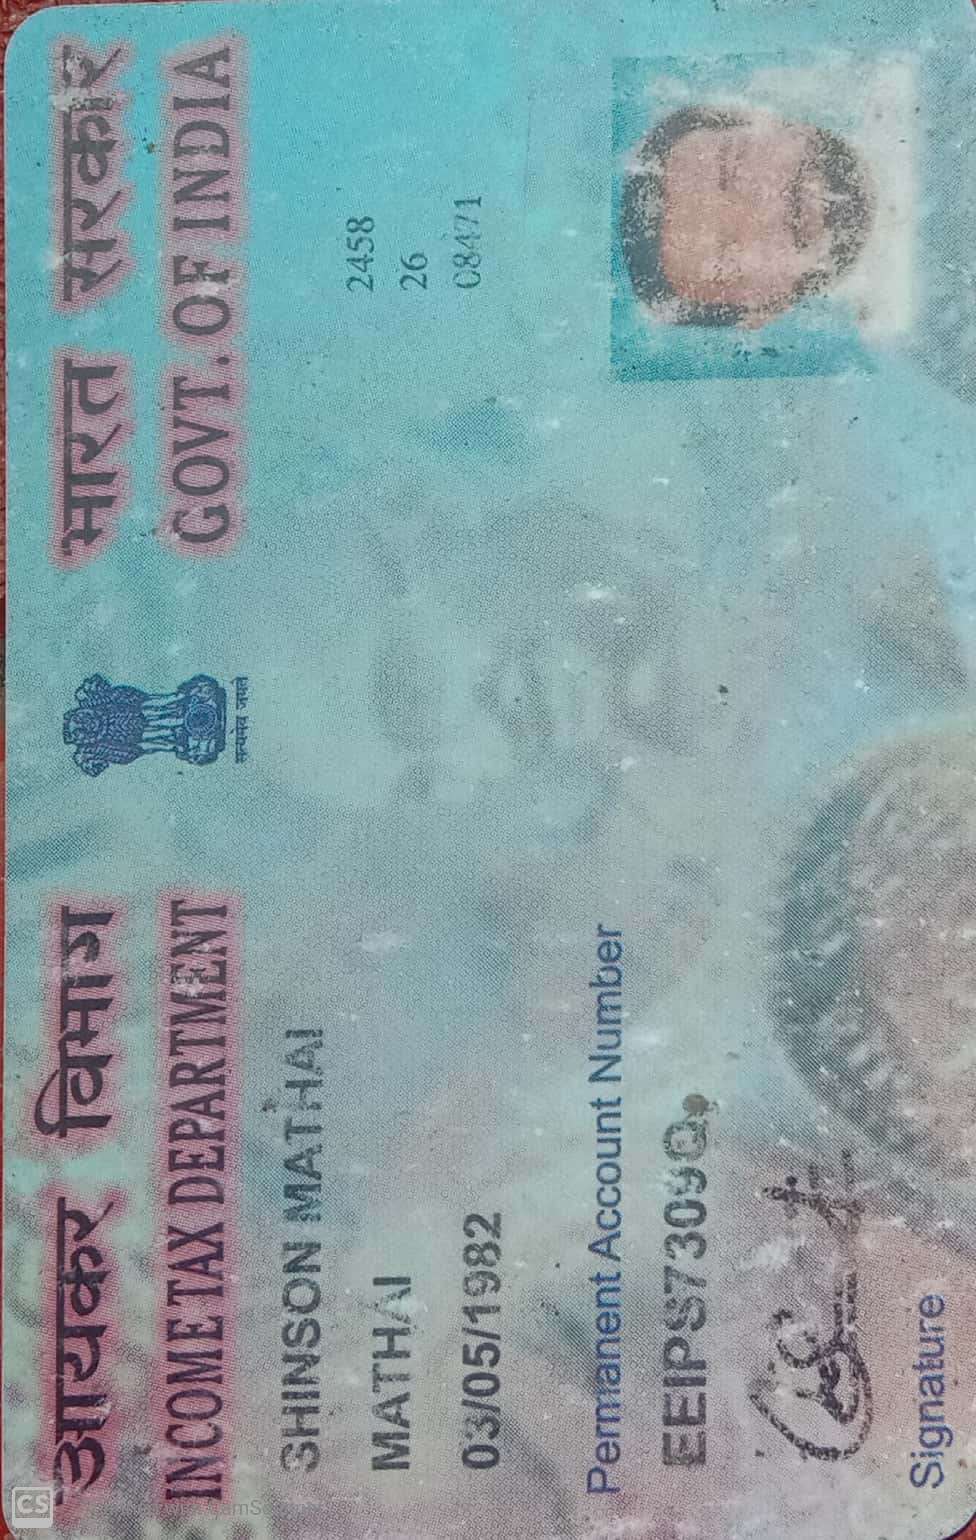 CS
आयकर विभाग
भारत सरकार
INCOME TAX DEPARTMENT
GOVT. OF INDIA
सत्यमेव जयते
SHINSON MATHAI
MATHAI
03/05/1982
2458
26
08471
Permanent Account Number
EEIPS7309Q
Signature